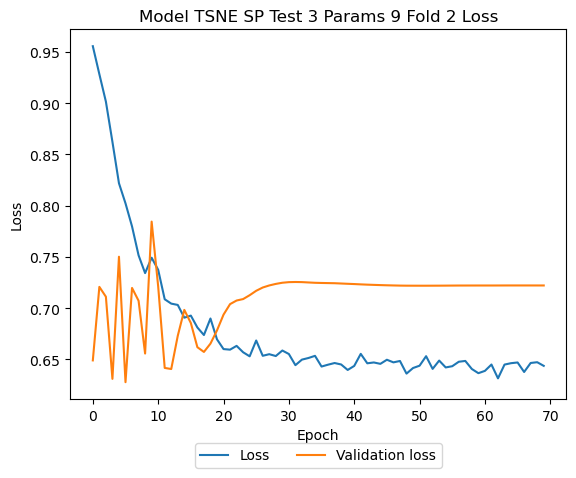 Model TSNE SP Test 3 Params 9 Fold 2 Loss
0.95
0.90
0.85
0.80
0.75
0.70
0.65
Loss
0 10 20 30 40 50 60 70
Epoch
Loss Validation loss